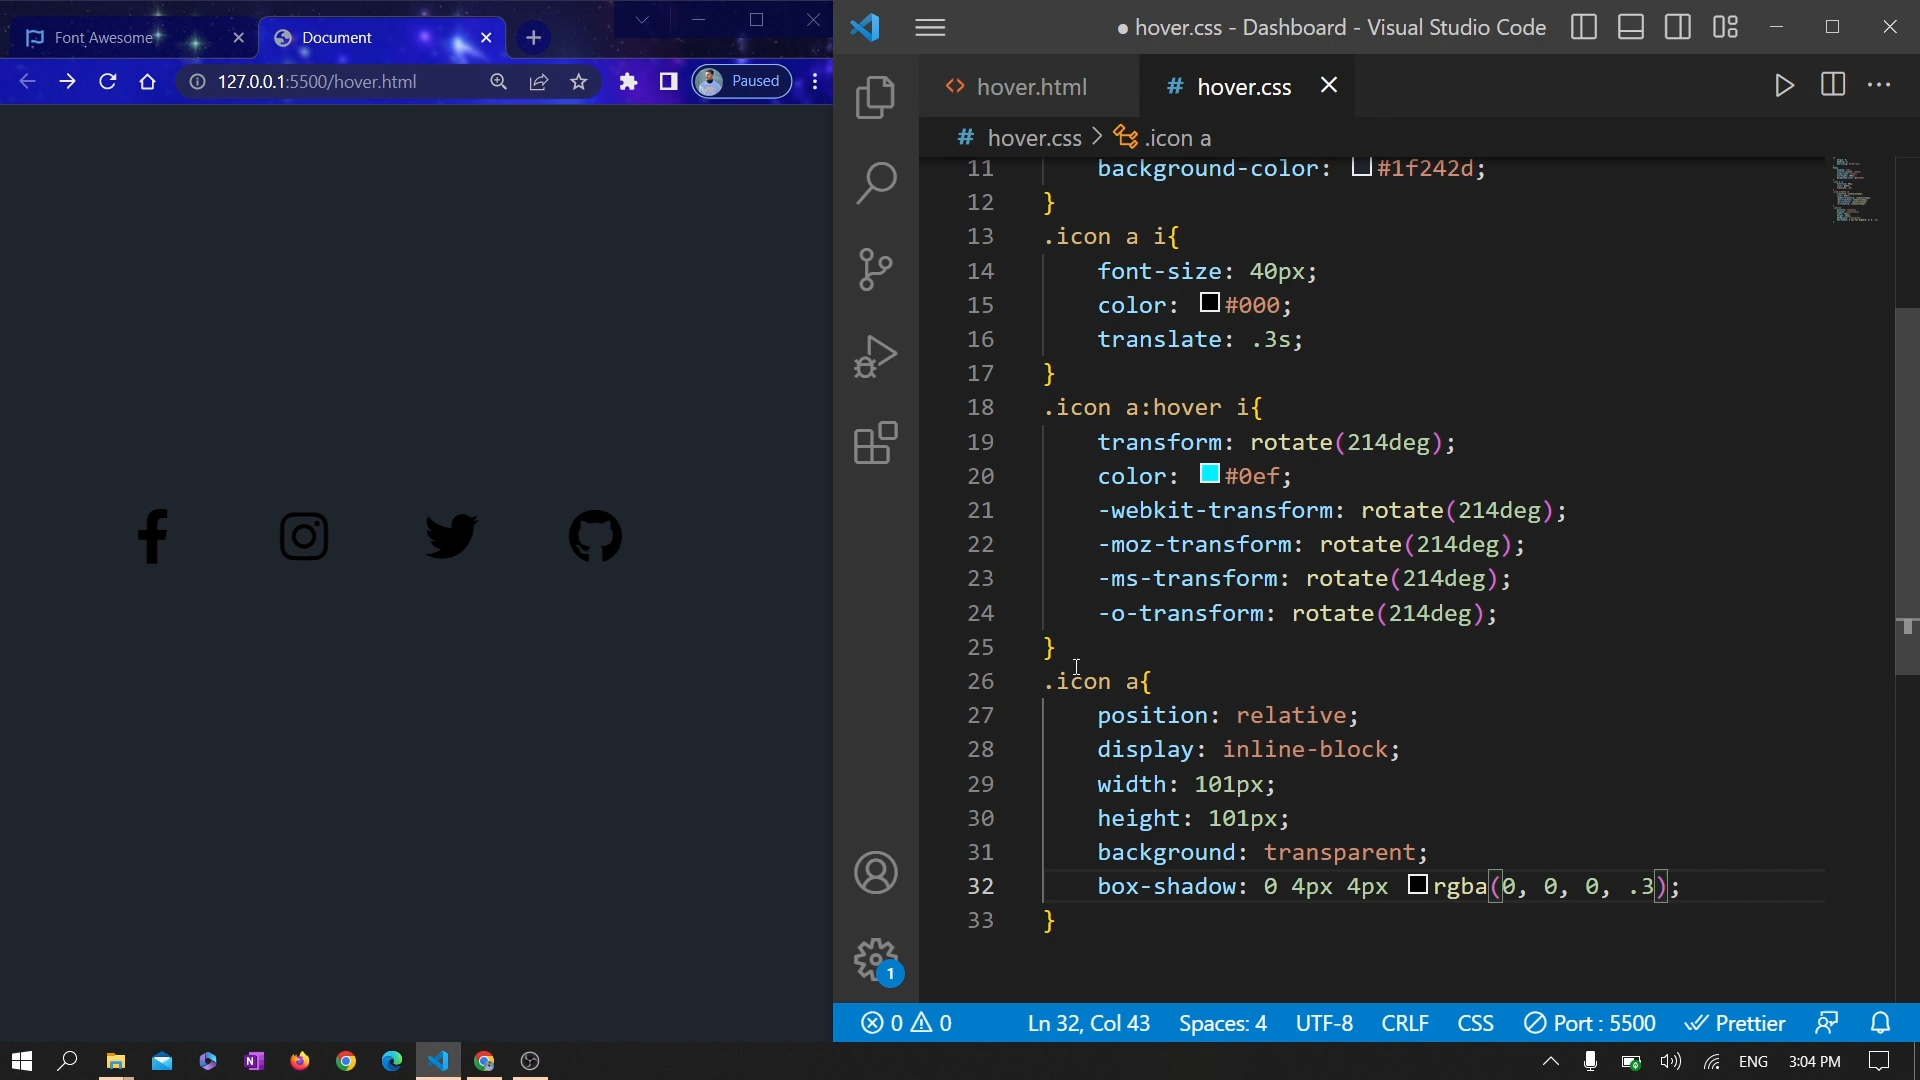 Font Awesome
Document
127.0.0.1:5500/hover.html
Paused
● hover.css - Dashboard - Visual Studio Code
<> hover.html
# hover.css
# hover.css > .icon a
11 background-color: #1f242d;
12 }
13 .icon a i{
14 font-size: 40px;
15 color: #000;
16 translate: .3s;
17 }
18 .icon a:hover i{
19 transform: rotate(214deg);
20 color: #0ef;
21 -webkit-transform: rotate(214deg);
22 -moz-transform: rotate(214deg);
23 -ms-transform: rotate(214deg);
24 -o-transform: rotate(214deg);
25 }
26 .icon a{
27 position: relative;
28 display: inline-block;
29 width: 101px;
30 height: 101px;
31 background: transparent;
32 box-shadow: 0 4px 4px rgba(0, 0, 0, .3);
33 }
1
0 0
Ln 32, Col 43
Spaces: 4
UTF-8
CRLF
CSS
Port : 5500
Prettier
ENG
3:04 PM